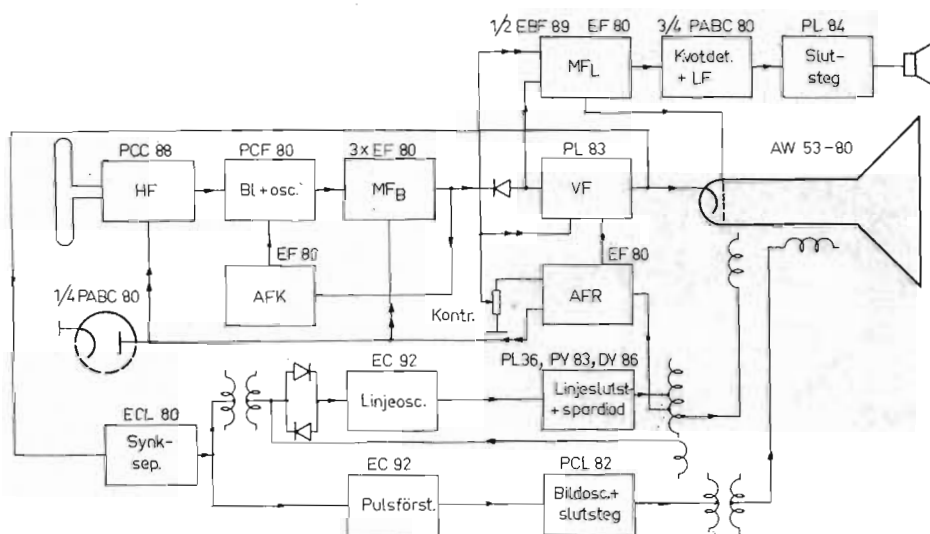 1/2 EBF 89 EF 80
3/4 PABC 80
PL 84
MFL
Kvotdet.
+ LF
Slut-
steg
PCC 88
PCF 80
3 x EF 80
PL 83
AW 53-80
HF
Bl + osc.
MFB
VF
EF 80
EF 80
AFK
AFR
1/4 PABC 80
Kontr.
EC 92
PL36, PY 83, DY 86
Linjeosc.
Linjeslutst.
+ spardiod
ECL 80
Synk-
sep.
EC 92
PCL 82
Pulsförst.
Bildosc.+
slutsteg